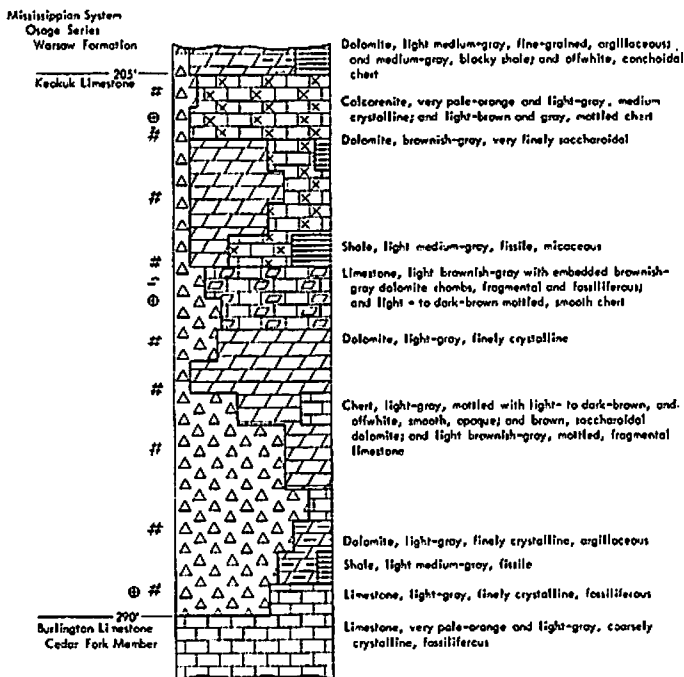 Mississippian System
Osage Series
Warsaw Formation
Dolomite, light medium-gray, fine-grained, argillaceous;
and medium-gray, blocky shale; and offwhite, conchoidal
chert
205'
Keokuk Limestone
#
Calcarenite, very pale-orange and light-gray, medium
crystalline; and light-brown and gray, mottled chert
#
Dolomite, brownish-gray, very finely saccharoidal
#
Shale, light medium-gray, fissile, micaceous
#
Limestone, light brownish-gray with embedded brownish-
gray dolomite rhombs, fragmental and fossiliferous;
and light - to dark-brown mottled, smooth chert
#
Dolomite, light-gray, finely crystalline
#
Chert, light-gray, mottled with light- to dark-brown, and
offwhite, smooth, opaque; and brown, saccharoidal
dolomite; and light brownish-gray, mottled, fragmental
limestone
#
#
Dolomite, light-gray, finely crystalline, argillaceous
Shale, light medium-gray, fissile
#
Limestone, light-gray, finely crystalline, fossiliferous
290'
Burlington Limestone
Cedar Fork Member
Limestone, very pale-orange and light-gray, coarsely
crystalline, fossiliferous